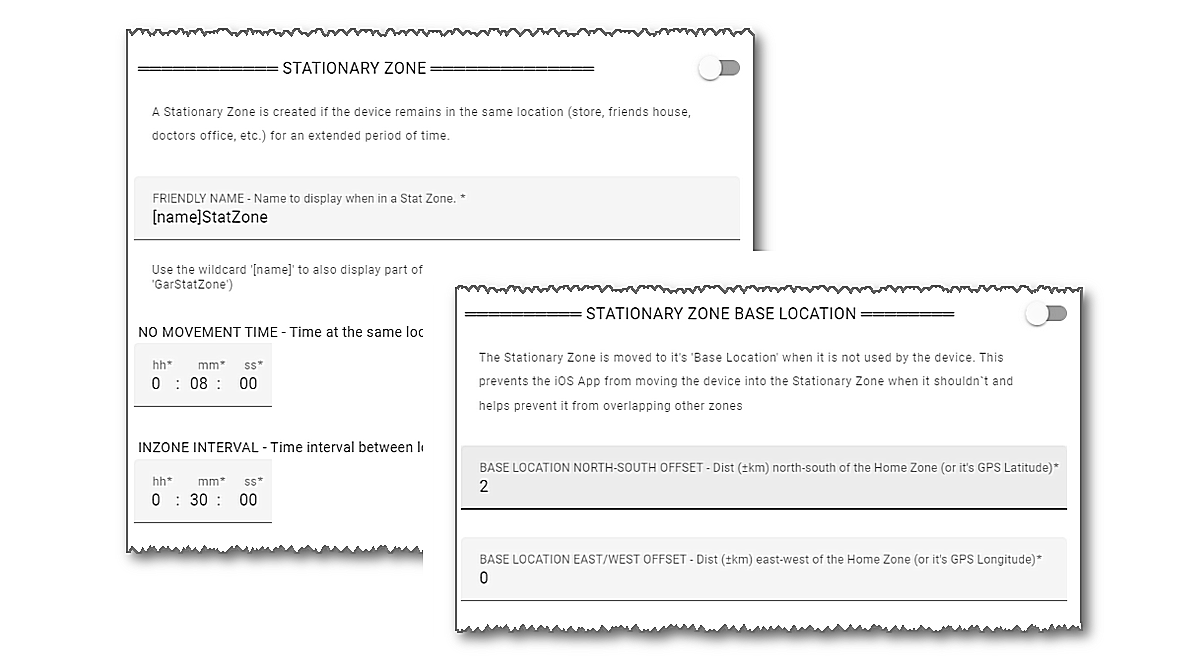 ════════════ STATIONARY ZONE ══════════════
A Stationary Zone is created if the device remains in the same location (store, friends house,
doctors office, etc.) for an extended period of time.
FRIENDLY NAME - Name to display when in a Stat Zone. *
[name]StatZone
Use the wildcard '[name]' to also display part of
'GarStatZone')
NO MOVEMENT TIME - Time at the same loc
hh* mm* ss*
0 : 08 : 00
INZONE INTERVAL - Time interval between
hh* mm* ss*
0 : 30 : 00
══════════ STATIONARY ZONE BASE LOCATION ════════
The Stationary Zone is moved to it's 'Base Location' when it is not used by the device. This
prevents the iOS App from moving the device into the Stationary Zone when it shouldn`t and
helps prevent it from overlapping other zones
BASE LOCATION NORTH-SOUTH OFFSET - Dist (±km) north-south of the Home Zone (or it's GPS Latitude)*
2
BASE LOCATION EAST/WEST OFFSET - Dist (±km) east-west of the Home Zone (or it's GPS Longitude)*
0